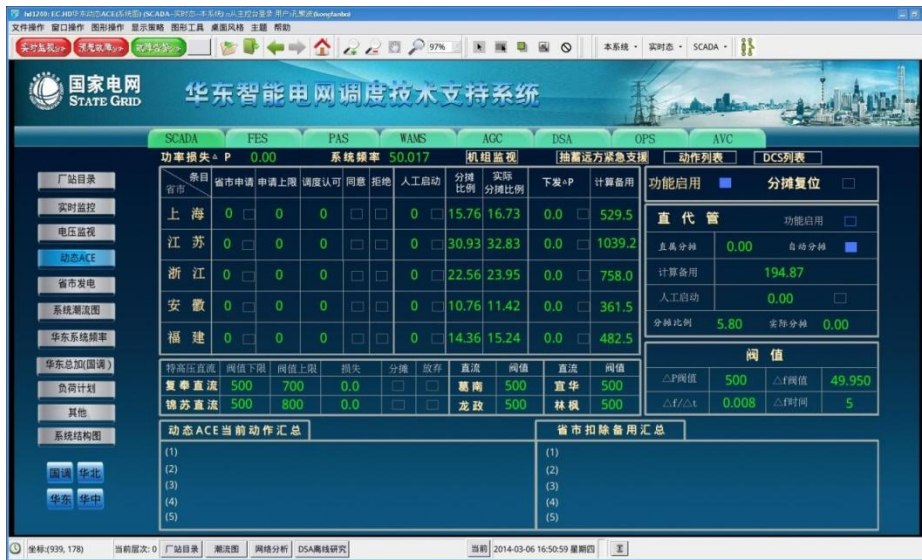 文件操作 窗口操作 图形操作 显示策略 图形工具 桌面风格 主题 帮助
97% 本系统 实时态 SCADA
国家电网
STATE GRID
华东智能电网调度技术支持系统
SCADA FES PAS WAMS AGC DSA OPS AVC
功率损失△ P 0.00 系统频率 50.017 机组监视 抽蓄运方紧急支援 动作列表 DCS列表
厂站目录
实时监控
电压监视
动态ACE
省市发电
系统潮流图
华东系统频率
华东总加(国调)
负荷计划
其他
系统结构图
国调 华北
华东 华中
条目 省市 省市申请 申请上限 调度认可 同意 拒绝 人工启动 分摊比例 实际分摊比例 下发△P 计算备用
上海 0 0 0 0 15.76 16.73 0.0 529.5
江苏 0 0 0 0 30.93 32.83 0.0 1039.2
浙江 0 0 0 0 22.56 23.95 0.0 758.0
安徽 0 0 0 0 10.76 11.42 0.0 361.5
福建 0 0 0 0 14.36 15.24 0.0 482.5
特高压直流 阀值下限 阀值上限 损失 分摊 放弃 直流 阀值 直流 阀值
复奉直流 500 700 0.0 葛南 500 宜华 500
锦苏直流 500 800 0.0 龙政 500 林枫 500
功能启用 分摊复位
直代管 功能启用
直属分摊 0.00 自动分摊
计算备用 194.87
人工启动 0.00
分摊比例 5.80 实际分摊 0.00
阀值
△P阀值 500 △f阀值 49.950
△f/△t 0.008 △f时间 5
动态ACE当前动作汇总
(1)
(2)
(3)
(4)
(5)
省市扣除备用汇总
(1)
(2)
(3)
(4)
(5)
坐标:(939, 178) 当前层次: 0 厂站目录 潮流图 网络分析 DSA离线研究 当前 2014-03-06 16:50:59 星期四